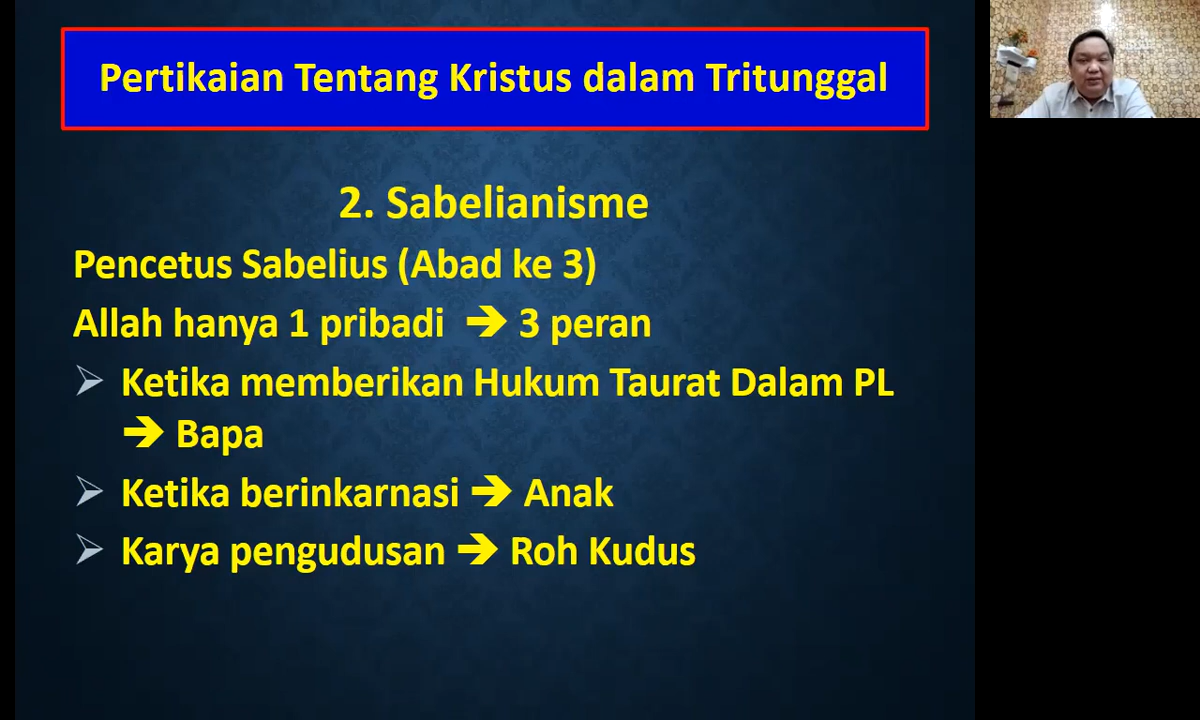 Pertikaian Tentang Kristus dalam Tritunggal
2. Sabelianisme
Pencetus Sabelius (Abad ke 3)
Allah hanya 1 pribadi ➔ 3 peran
➢ Ketika memberikan Hukum Taurat Dalam PL
➔ Bapa
➢ Ketika berinkarnasi ➔ Anak
➢ Karya pengudusan ➔ Roh Kudus